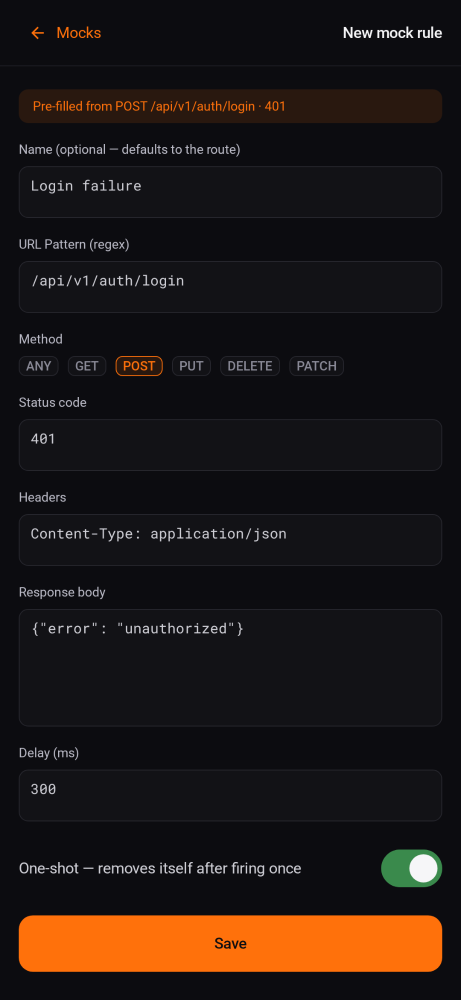 ← Mocks
New mock rule
Pre-filled from POST /api/v1/auth/login · 401
Name (optional — defaults to the route)
Login failure
URL Pattern (regex)
/api/v1/auth/login
Method
ANY GET POST PUT DELETE PATCH
Status code
401
Headers
Content-Type: application/json
Response body
{"error": "unauthorized"}
Delay (ms)
300
One-shot — removes itself after firing once
Save